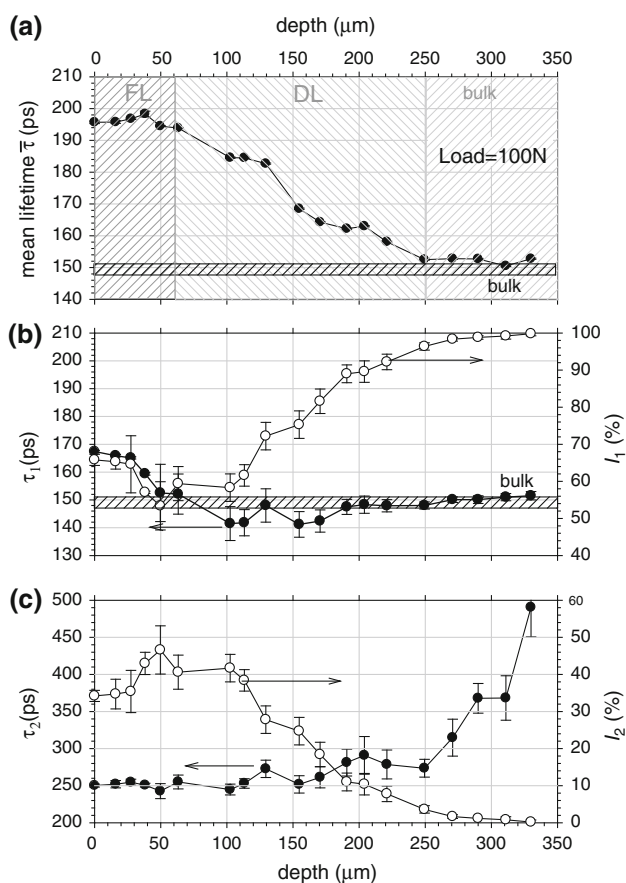 depth (μm)
(a)
0 50 100 150 200 250 300 350
210
200
190
180
170
160
150
140
mean lifetime τ̅ (ps)
FL
DL
bulk
Load=100N
bulk
(b)
210
200
190
180
170
160
150
140
130
τ1(ps)
100
90
80
70
60
50
40
I1 (%)
bulk
(c)
500
450
400
350
300
250
200
τ2(ps)
60
50
40
30
20
10
0
I2 (%)
0 50 100 150 200 250 300 350
depth (μm)